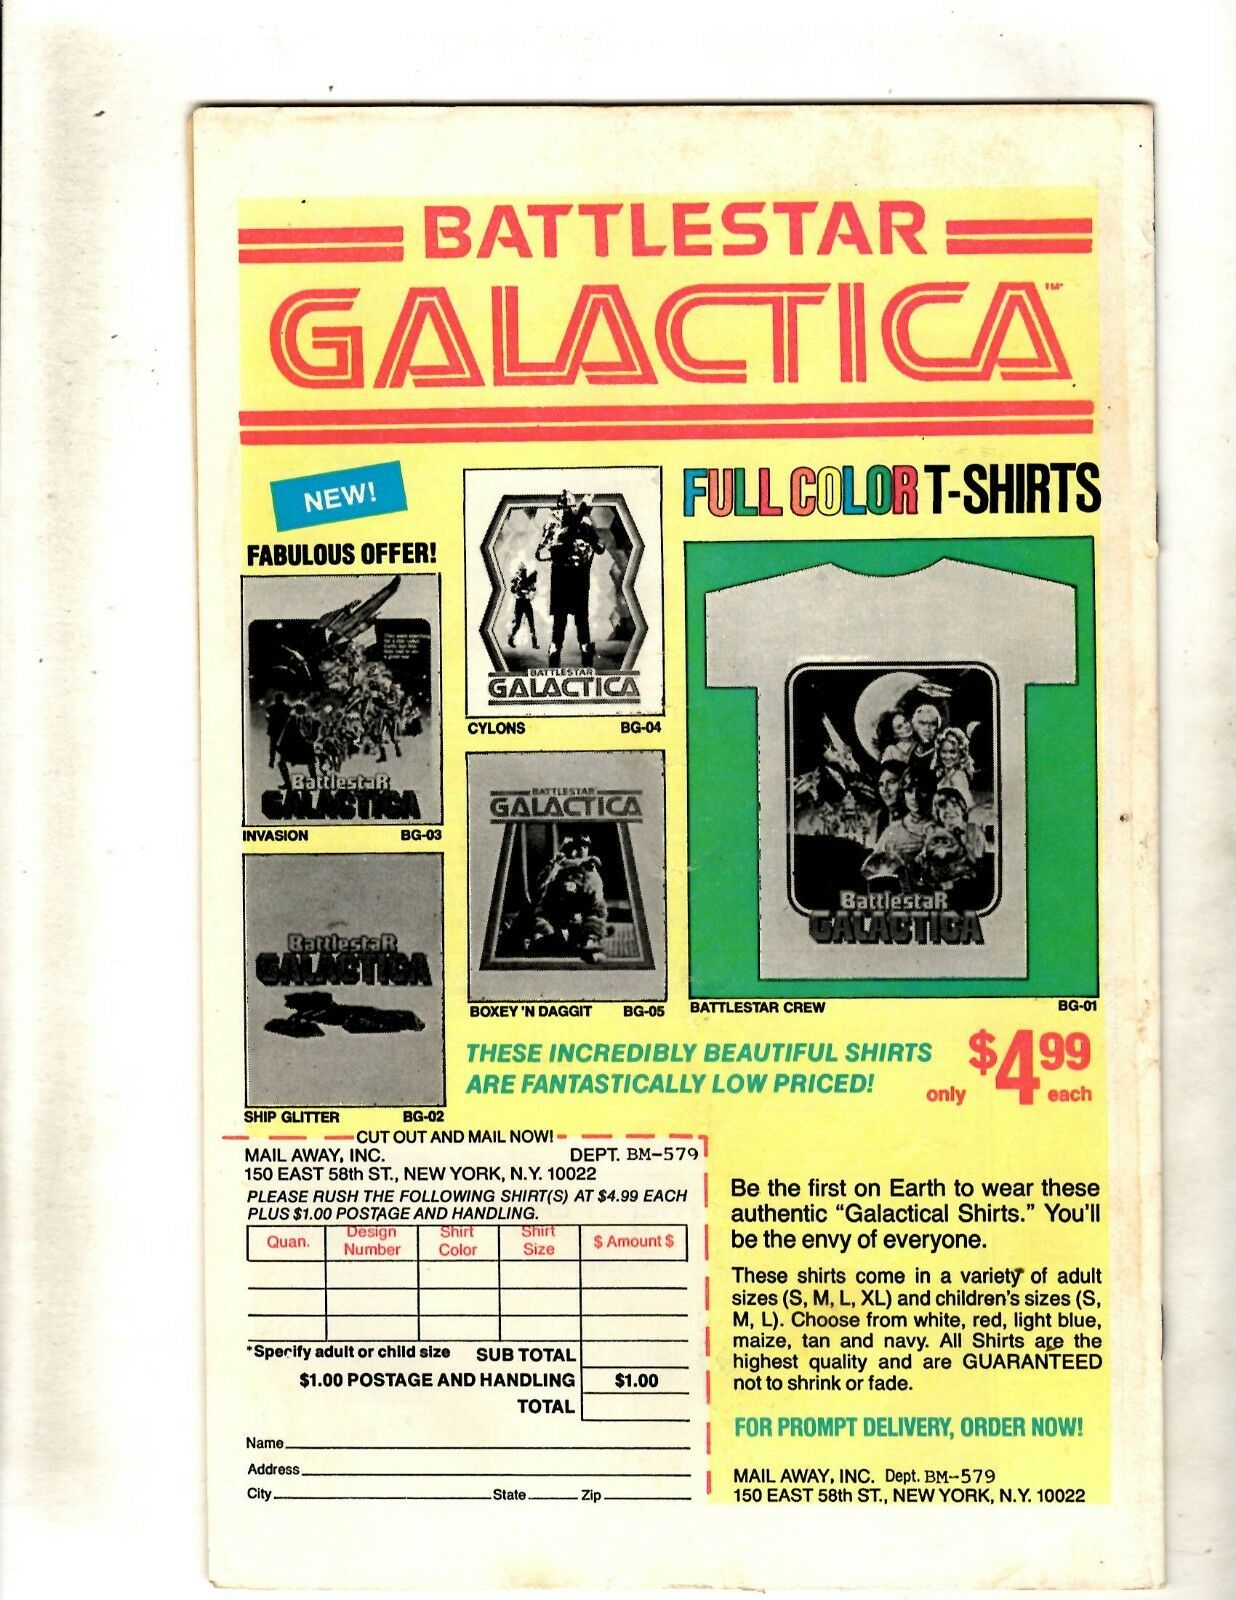 BATTLESTAR
GALACTICA™
NEW!
FABULOUS OFFER!
FULL COLOR T-SHIRTS
BattlestaR
GALACTICA
INVASION BG-03
BATTLESTAR
GALACTICA
CYLONS BG-04
BattlestaR
GALACTICA
SHIP GLITTER BG-02
BATTLESTAR
GALACTICA
BOXEY 'N DAGGIT BG-05
BattlestaR
GALACTICA
BATTLESTAR CREW BG-01
THESE INCREDIBLY BEAUTIFUL SHIRTS
ARE FANTASTICALLY LOW PRICED!
only $4.99 each
CUT OUT AND MAIL NOW!
MAIL AWAY, INC. DEPT. BM-579
150 EAST 58th ST., NEW YORK, N.Y. 10022
PLEASE RUSH THE FOLLOWING SHIRT(S) AT $4.99 EACH
PLUS $1.00 POSTAGE AND HANDLING.
Quan. Design Number Shirt Color Shirt Size $ Amount $
*Specify adult or child size SUB TOTAL
$1.00 POSTAGE AND HANDLING $1.00
TOTAL
Name
Address
City State Zip
Be the first on Earth to wear these
authentic “Galactical Shirts.” You'll
be the envy of everyone.
These shirts come in a variety of adult
sizes (S, M, L, XL) and children's sizes (S,
M, L). Choose from white, red, light blue,
maize, tan and navy. All Shirts are the
highest quality and are GUARANTEED
not to shrink or fade.
FOR PROMPT DELIVERY, ORDER NOW!
MAIL AWAY, INC. Dept. BM-579
150 EAST 58th ST., NEW YORK, N.Y. 10022